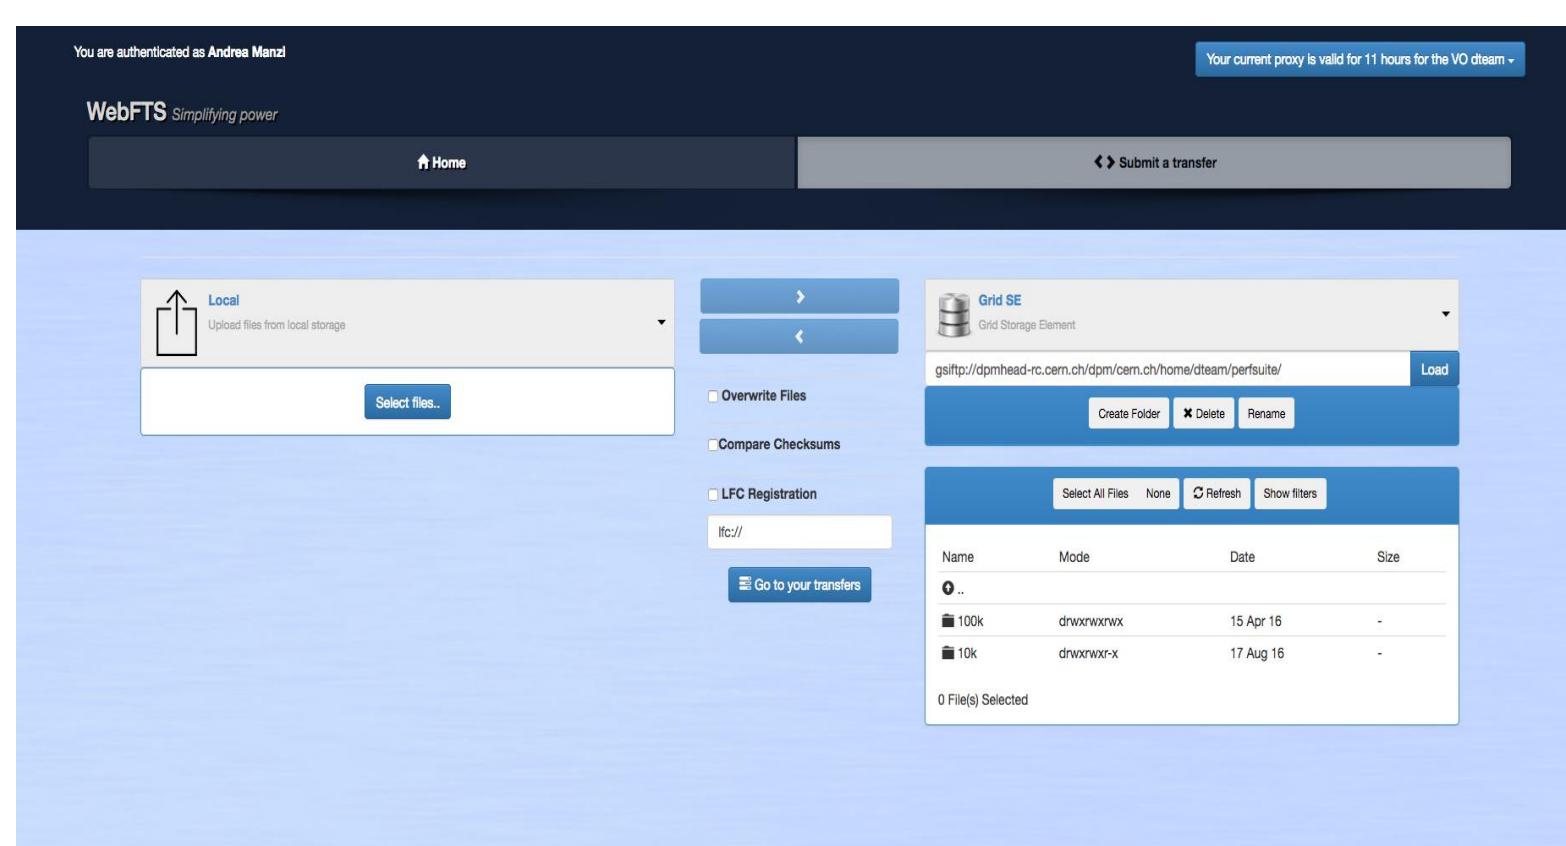 You are authenticated as Andrea Manzi
Your current proxy is valid for 11 hours for the VO dteam
WebFTS Simplifying power
Home
Submit a transfer
Local
Upload files from local storage
Select files..
Overwrite Files
Compare Checksums
LFC Registration
lfc://
Go to your transfers
Grid SE
Grid Storage Element
gsiftp://dpmhead-rc.cern.ch/dpm/cern.ch/home/dteam/perfsuite/ Load
Create Folder Delete Rename
Select All Files None Refresh Show filters
Name Mode Date Size
..
100k drwxrwxrwx 15 Apr 16 -
10k drwxrwxr-x 17 Aug 16 -
0 File(s) Selected